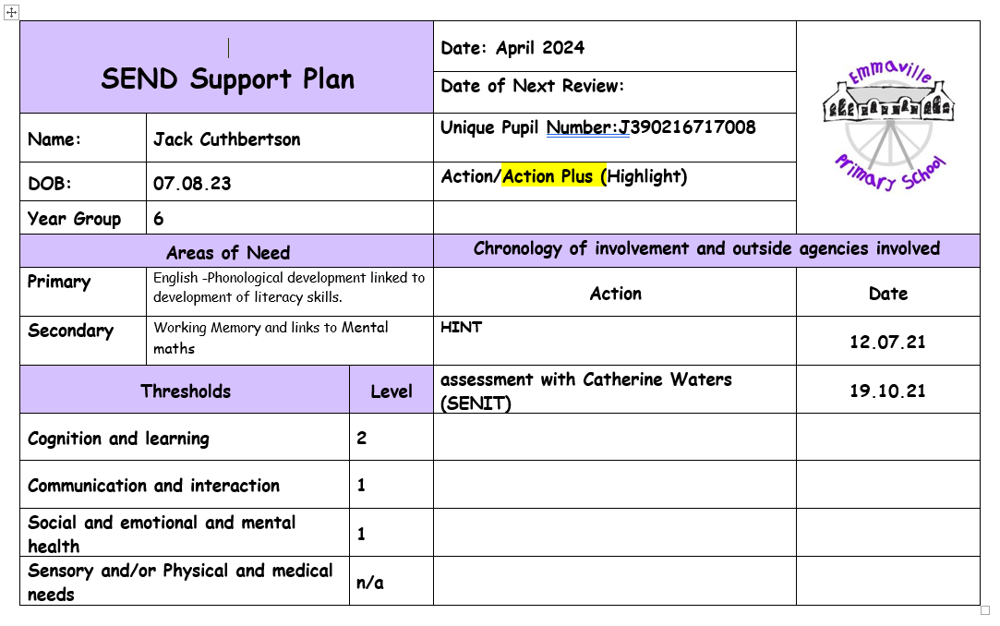 SEND Support Plan
Date: April 2024
Date of Next Review:
Emmaville
Primary School
Name:
Jack Cuthbertson
Unique Pupil Number:J390216717008
DOB:
07.08.23
Action/Action Plus (Highlight)
Year Group
6
Areas of Need
Chronology of involvement and outside agencies involved
Primary
English -Phonological development linked to
development of literacy skills.
Action
Date
Secondary
Working Memory and links to Mental
maths
HINT
12.07.21
Thresholds
Level
assessment with Catherine Waters
(SENIT)
19.10.21
Cognition and learning
2
Communication and interaction
1
Social and emotional and mental
health
1
Sensory and/or Physical and medical
needs
n/a